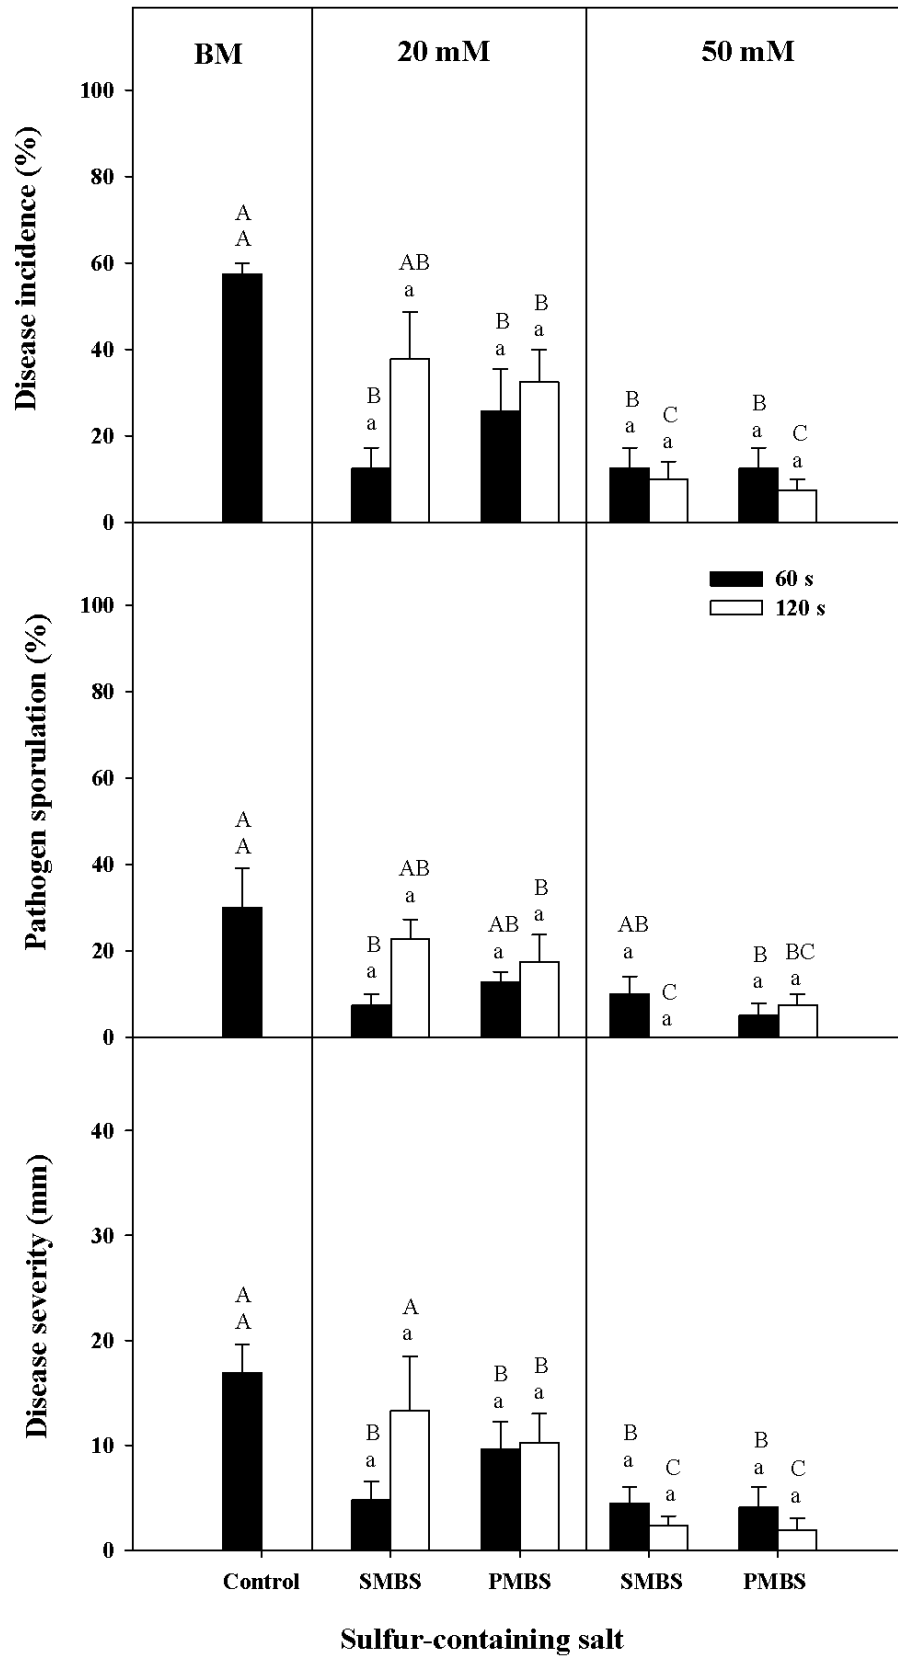 BM 20 mM 50 mM
Disease incidence (%)
100
80
60
40
20
0
A
A
B
a
AB
a
B
a
B
a
B
a
C
a
B
a
C
a
Pathogen sporulation (%)
100
80
60
40
20
0
60 s
120 s
A
A
B
a
AB
a
AB
a
B
a
AB
a
C
a
B
a
BC
a
Disease severity (mm)
40
30
20
10
0
A
A
B
a
A
a
B
a
B
a
B
a
C
a
B
a
C
a
Control SMBS PMBS SMBS PMBS
Sulfur-containing salt